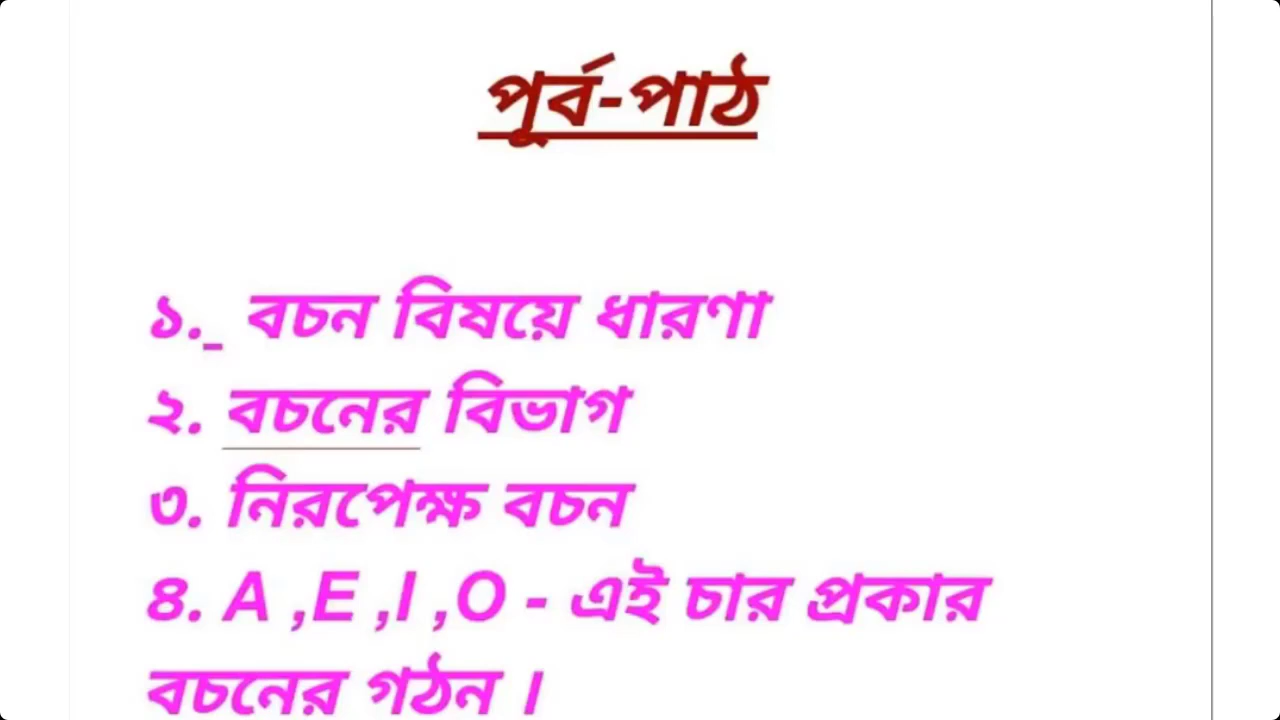 পূর্ব-পাঠ
১. বচন বিষয়ে ধারণা
২. বচনের বিভাগ
৩. নিরপেক্ষ বচন
৪. A ,E ,I ,O - এই চার প্রকার
বচনের গঠন ।